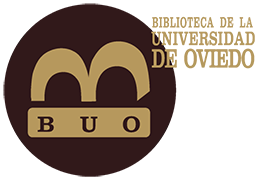 BIBLIOTECA DE LA
UNIVERSIDAD
DE OVIEDO
BUO